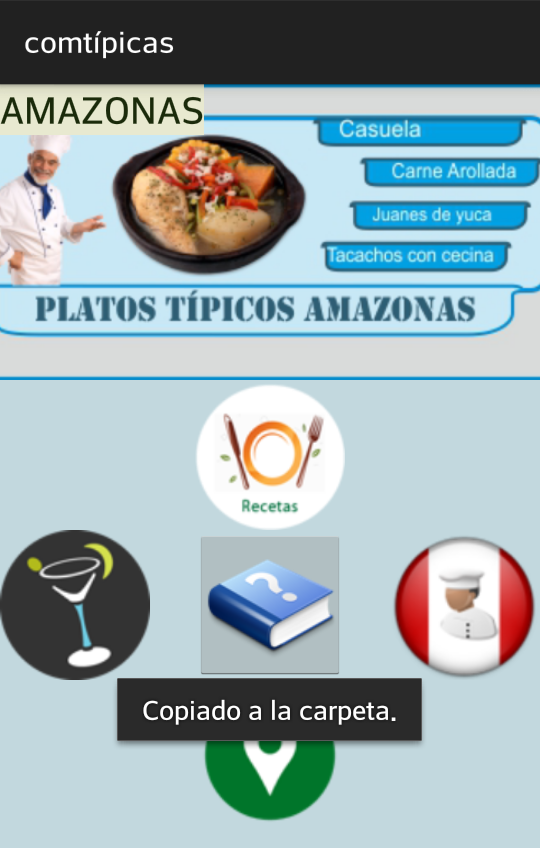 comtípicas
AMAZONAS
Casuela
Carne Arollada
Juanes de yuca
Tacachos con cecina
PLATOS TÍPICOS AMAZONAS
Recetas
?
Copiado a la carpeta.